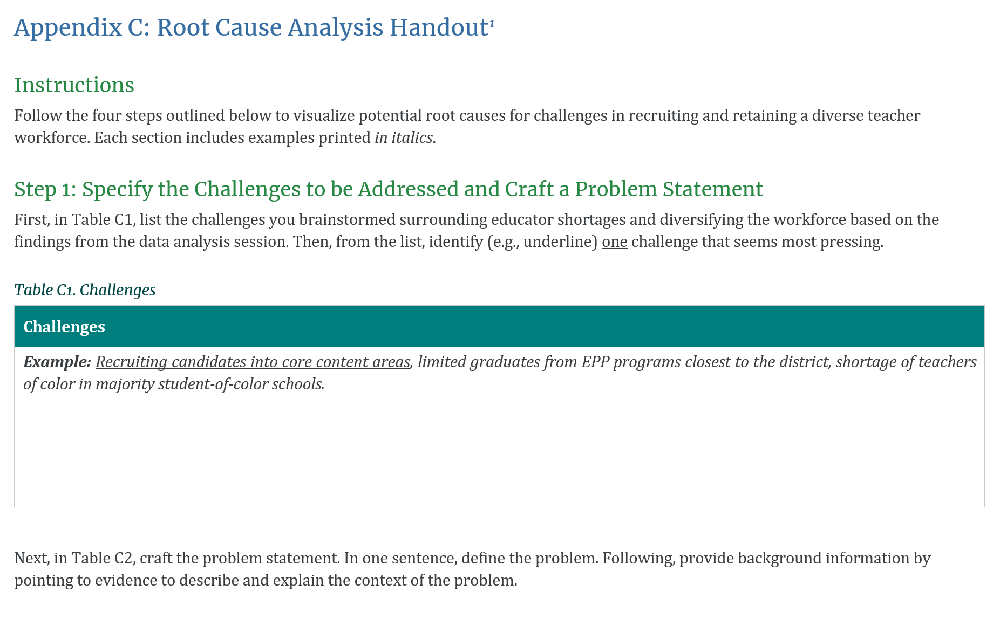 Appendix C: Root Cause Analysis Handout¹
Instructions
Follow the four steps outlined below to visualize potential root causes for challenges in recruiting and retaining a diverse teacher
workforce. Each section includes examples printed in italics.
Step 1: Specify the Challenges to be Addressed and Craft a Problem Statement
First, in Table C1, list the challenges you brainstormed surrounding educator shortages and diversifying the workforce based on the
findings from the data analysis session. Then, from the list, identify (e.g., underline) one challenge that seems most pressing.
Table C1. Challenges
Challenges
Example: Recruiting candidates into core content areas, limited graduates from EPP programs closest to the district, shortage of teachers
of color in majority student-of-color schools.
Next, in Table C2, craft the problem statement. In one sentence, define the problem. Following, provide background information by
pointing to evidence to describe and explain the context of the problem.